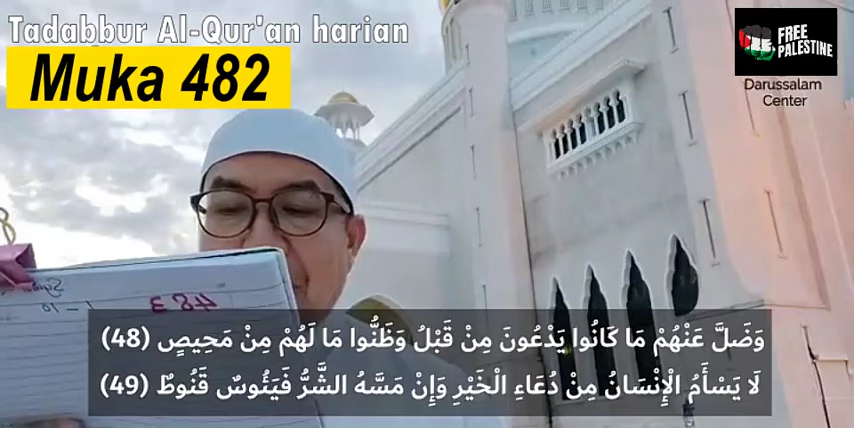 Tadabbur Al-Qur'an harian
Muka 482
FREE
PALESTINE
Darussalam
Center
وَضَلَّ عَنْهُمْ مَا كَانُوا يَدْعُونَ مِنْ قَبْلُ وَظَنُّوا مَا لَهُمْ مِنْ مَحِيصٍ (48)
لَا يَسْأَمُ الْإِنْسَانُ مِنْ دُعَاءِ الْخَيْرِ وَإِنْ مَسَّهُ الشَّرُّ فَيَئُوسٌ قَنُوطٌ (49)